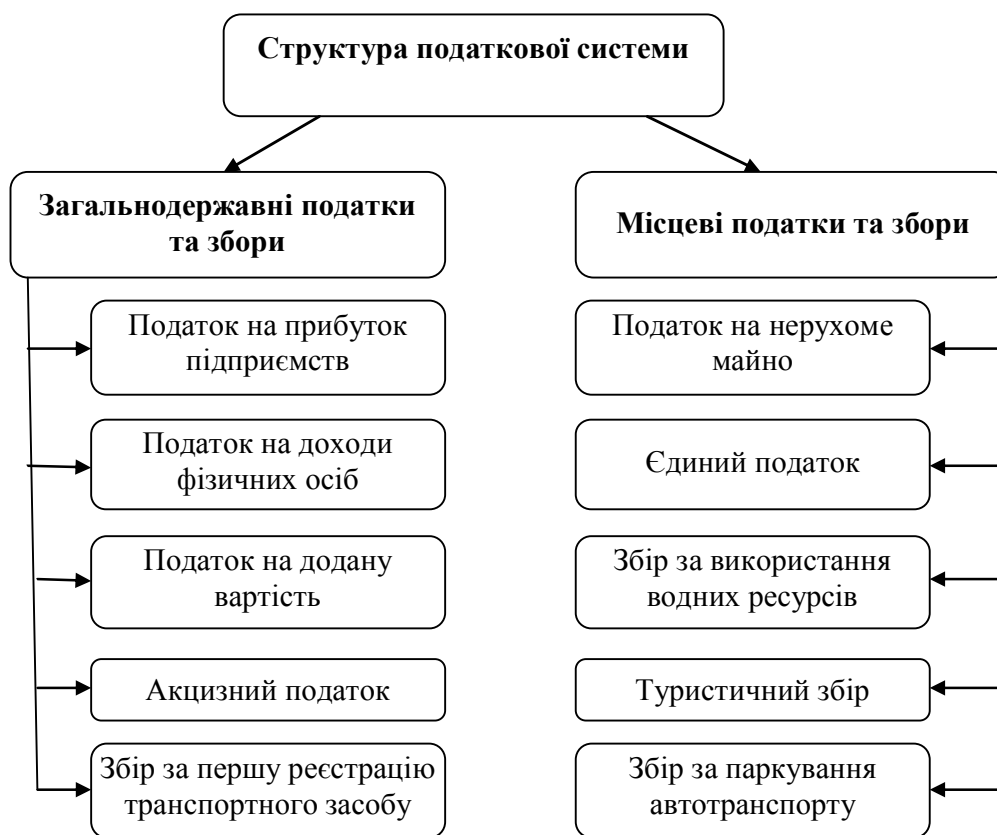 Структура податкової системи
Загальнодержавні податки
та збори
Місцеві податки та збори
Податок на прибуток
підприємств
Податок на нерухоме
майно
Податок на доходи
фізичних осіб
Єдиний податок
Податок на додану
вартість
Збір за використання
водних ресурсів
Акцизний податок
Туристичний збір
Збір за першу реєстрацію
транспортного засобу
Збір за паркування
автотранспорту